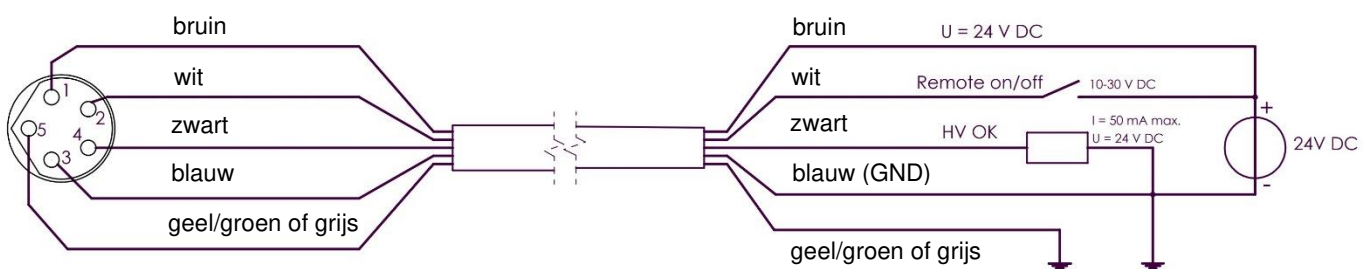 bruin
1
wit
2
zwart
5
4
3
blauw
geel/groen of grijs
bruin
U = 24 V DC
wit
Remote on/off
10-30 V DC
zwart
HV OK
I = 50 mA max.
U = 24 V DC
+
24V DC
-
blauw (GND)
geel/groen of grijs